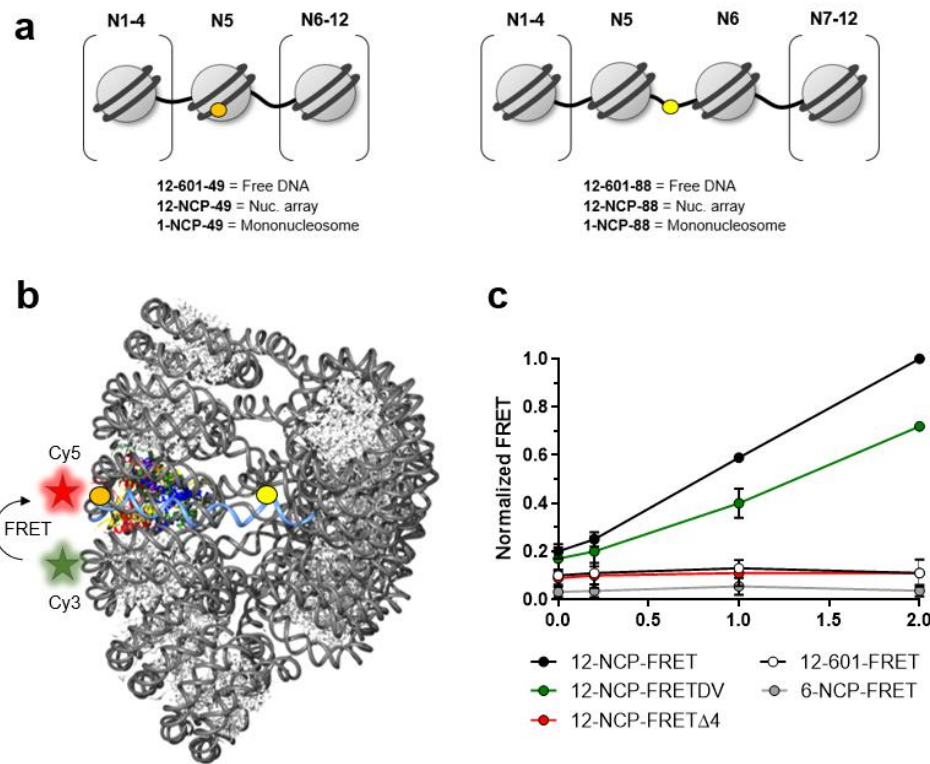 a
N1-4 N5 N6-12
12-601-49 = Free DNA
12-NCP-49 = Nuc. array
1-NCP-49 = Mononucleosome
N1-4 N5 N6 N7-12
12-601-88 = Free DNA
12-NCP-88 = Nuc. array
1-NCP-88 = Mononucleosome
b
Cy5
FRET
Cy3
c
Normalized FRET
1.0
0.8
0.6
0.4
0.2
0.0
0.0 0.5 1.0 1.5 2.0
12-NCP-FRET
12-NCP-FRETDV
12-NCP-FRETΔ4
12-601-FRET
6-NCP-FRET